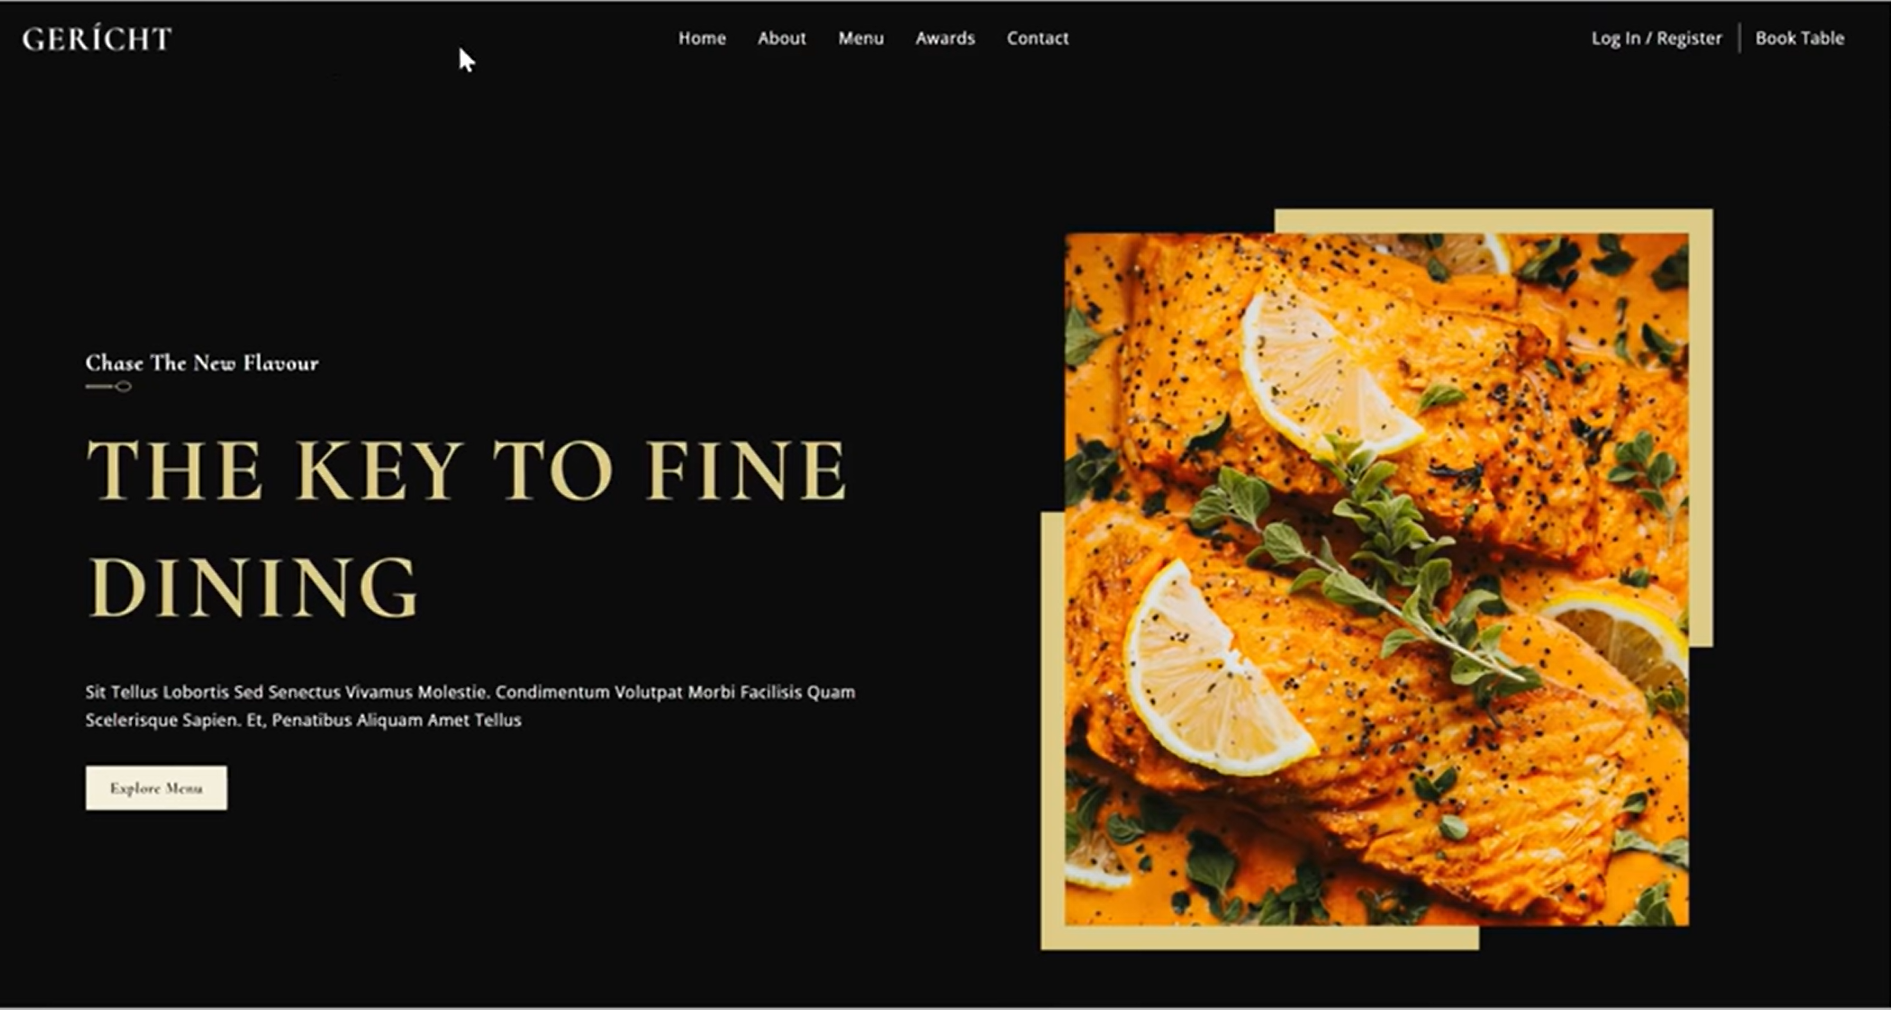 GERÍCHT
Home About Menu Awards Contact
Log In / Register Book Table
Chase The New Flavour
THE KEY TO FINE
DINING
Sit Tellus Lobortis Sed Senectus Vivamus Molestie. Condimentum Volutpat Morbi Facilisis Quam
Scelerisque Sapien. Et, Penatibus Aliquam Amet Tellus
Explore Menu